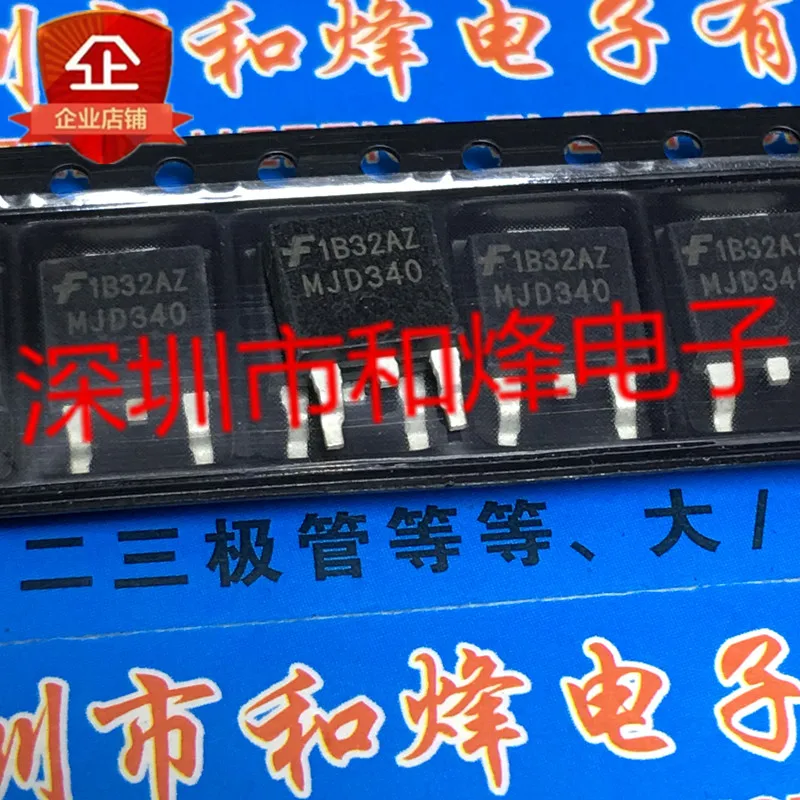 圳市和烽电子有
企
企业店铺
1B32AZ
MJD340
1B32AZ
MJD340
1B32AZ
MJD340
1B32AZ
MJD34
深圳市和烽电子
二三极管等等、大/
圳市和烽电子